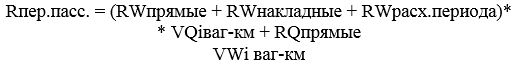 Rпер.пасс. = (RWпрямые + RWнакладные + RWрасх.периода)*
* VQiваг-км + RQпрямые
VWi ваг-км